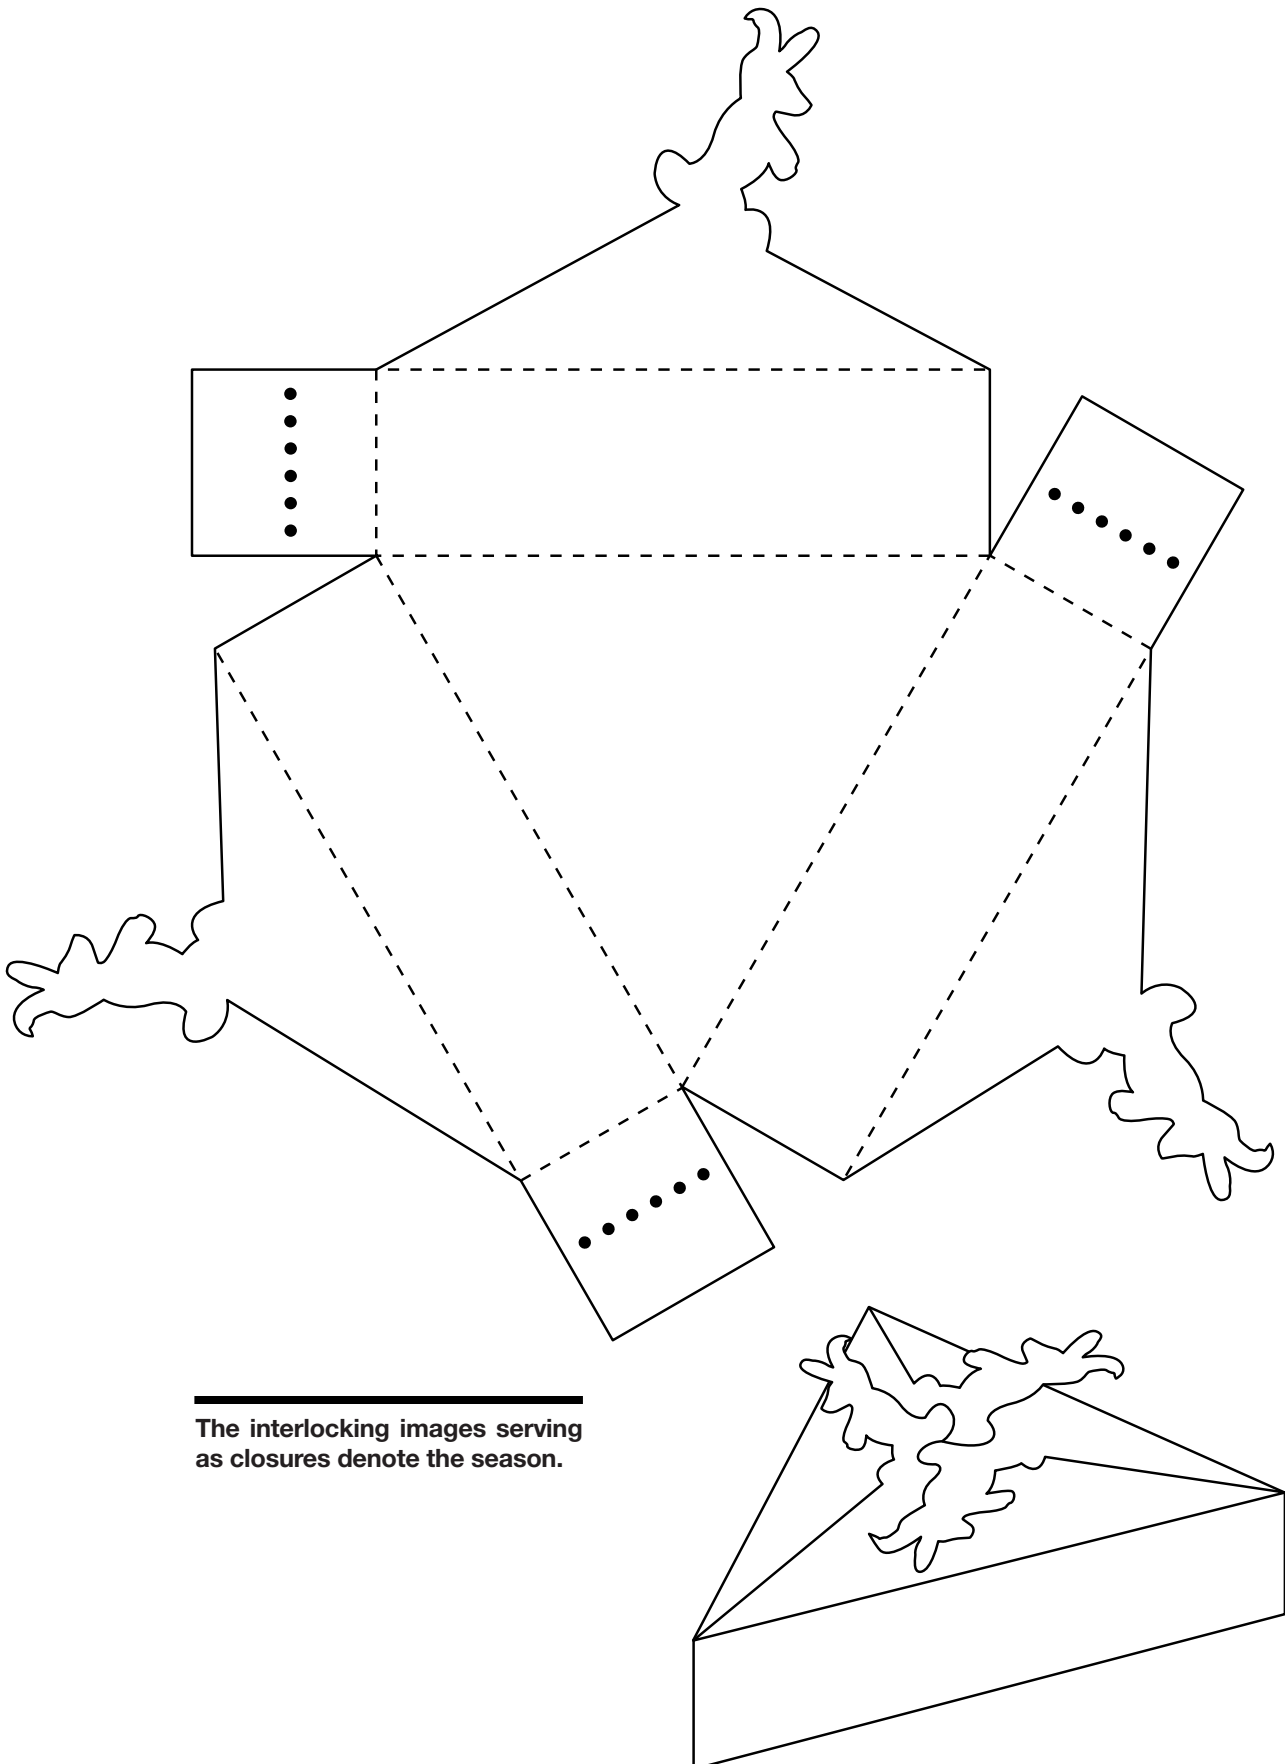 The interlocking images serving
as closures denote the season.